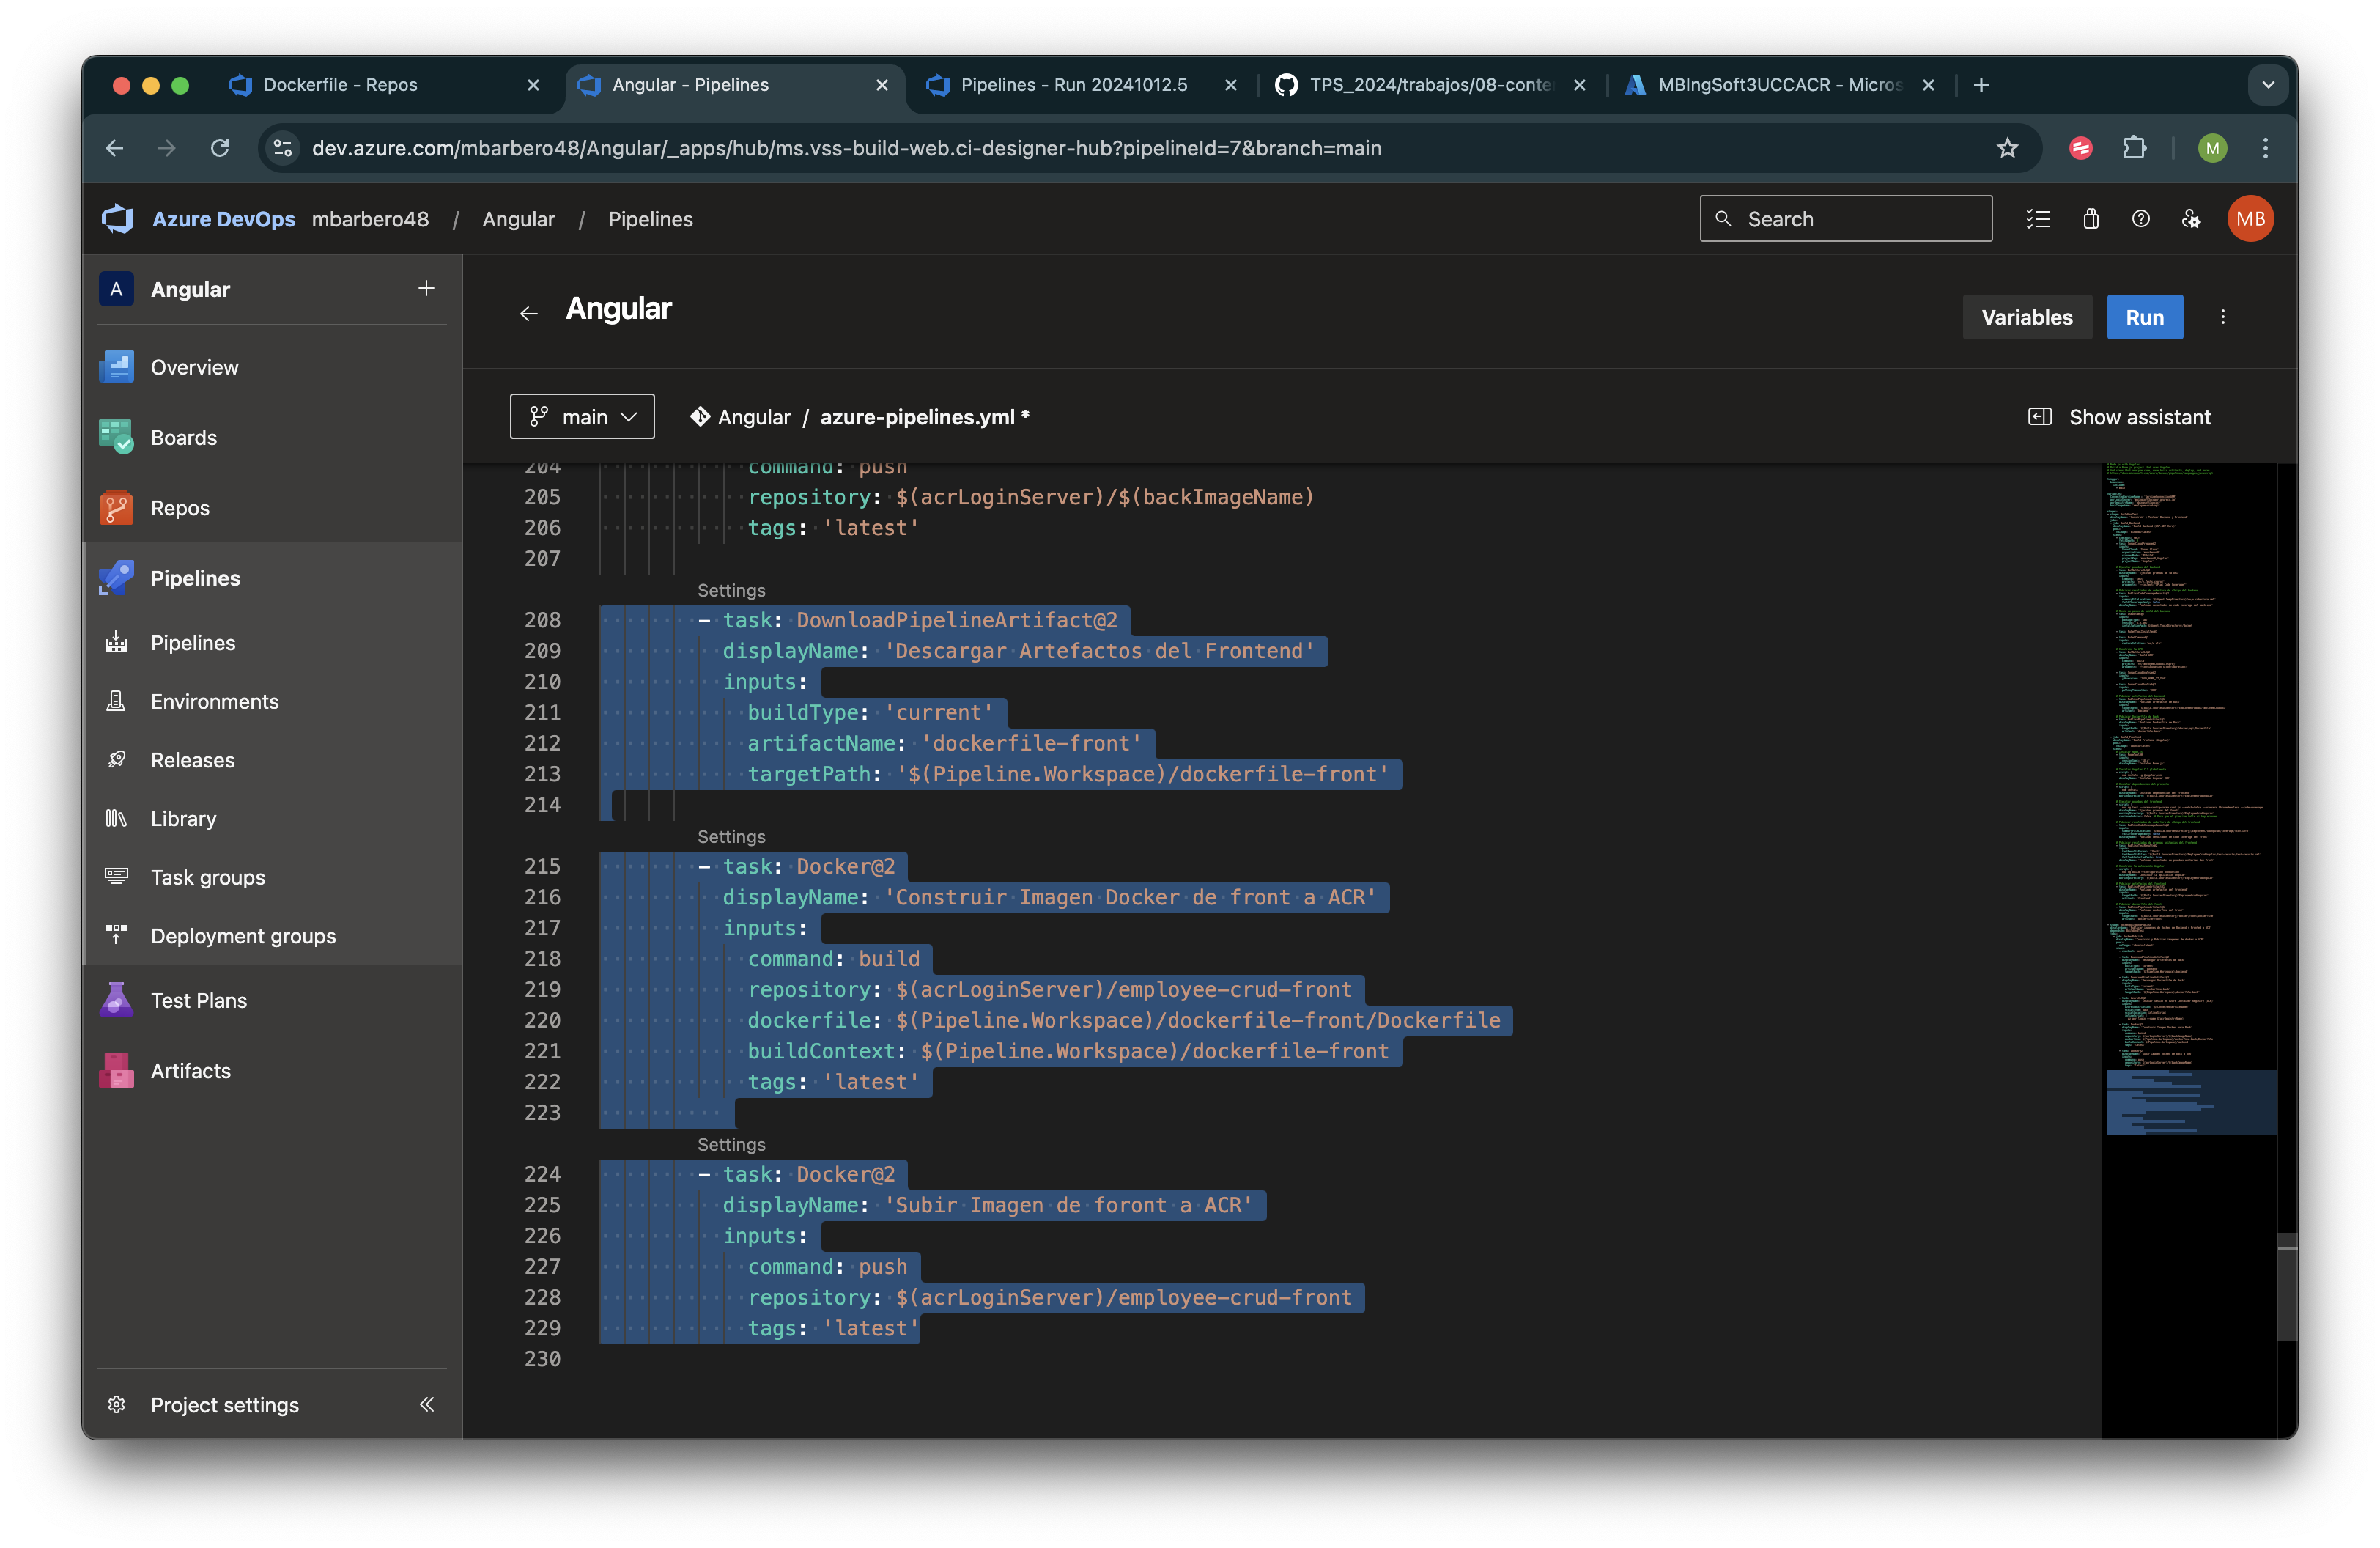 Dockerfile - Repos
Angular - Pipelines
Pipelines - Run 20241012.5
TPS_2024/trabajos/08-conte
MBIngSoft3UCCACR - Micros
dev.azure.com/mbarbero48/Angular/_apps/hub/ms.vss-build-web.ci-designer-hub?pipelineId=7&branch=main
M
Azure DevOps mbarbero48 / Angular / Pipelines
Search
MB
A Angular
Overview
Boards
Repos
Pipelines
Pipelines
Environments
Releases
Library
Task groups
Deployment groups
Test Plans
Artifacts
Project settings
Angular
Variables
Run
main
Angular / azure-pipelines.yml *
Show assistant
204 command: push
205 repository: $(acrLoginServer)/$(backImageName)
206 tags: 'latest'
207
Settings
208 - task: DownloadPipelineArtifact@2
209 displayName: 'Descargar Artefactos del Frontend'
210 inputs:
211 buildType: 'current'
212 artifactName: 'dockerfile-front'
213 targetPath: '$(Pipeline.Workspace)/dockerfile-front'
214
Settings
215 - task: Docker@2
216 displayName: 'Construir Imagen Docker de front a ACR'
217 inputs:
218 command: build
219 repository: $(acrLoginServer)/employee-crud-front
220 dockerfile: $(Pipeline.Workspace)/dockerfile-front/Dockerfile
221 buildContext: $(Pipeline.Workspace)/dockerfile-front
222 tags: 'latest'
223
Settings
224 - task: Docker@2
225 displayName: 'Subir Imagen de foront a ACR'
226 inputs:
227 command: push
228 repository: $(acrLoginServer)/employee-crud-front
229 tags: 'latest'
230